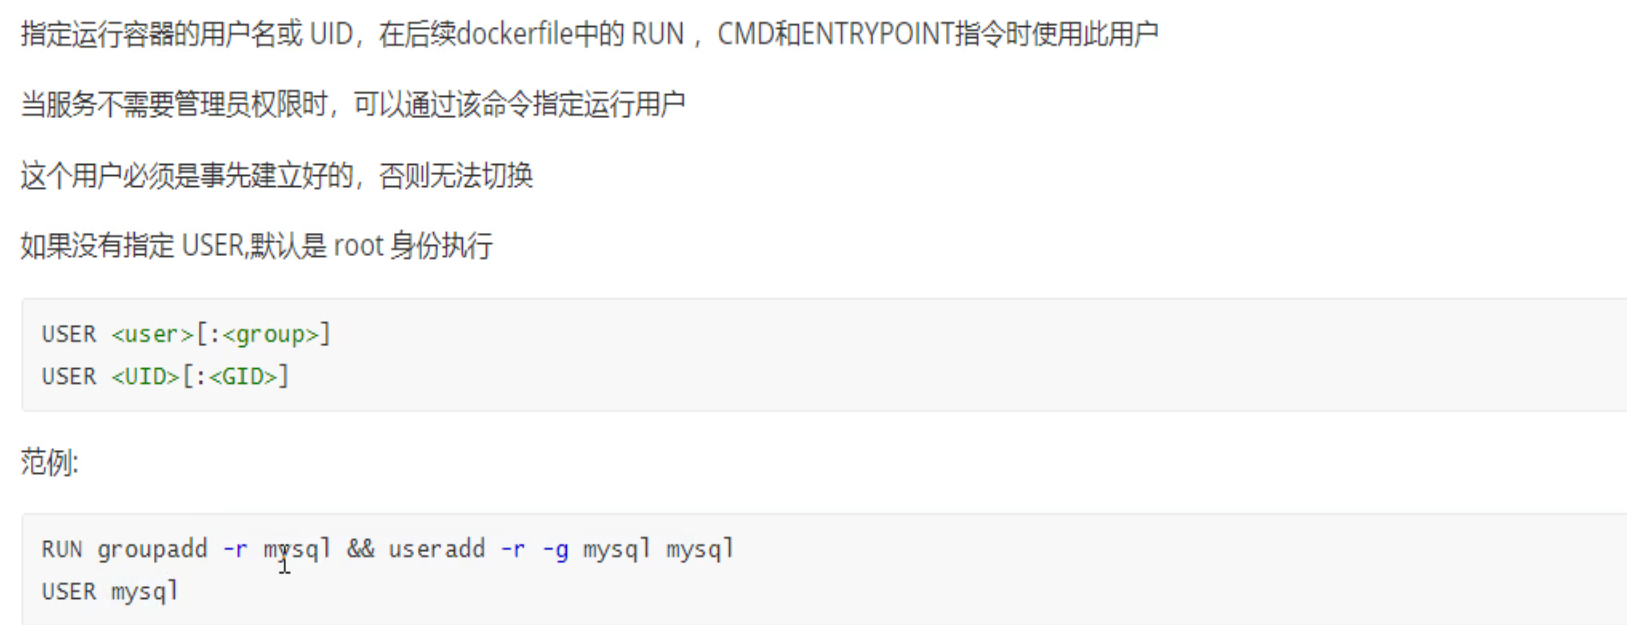 指定运行容器的用户名或 UID，在后续dockerfile中的 RUN ，CMD和ENTRYPOINT指令时使用此用户
当服务不需要管理员权限时，可以通过该命令指定运行用户
这个用户必须是事先建立好的，否则无法切换
如果没有指定 USER,默认是 root 身份执行
USER <user>[:<group>]
USER <UID>[:<GID>]
范例:
RUN groupadd -r mysql && useradd -r -g mysql mysql
USER mysql